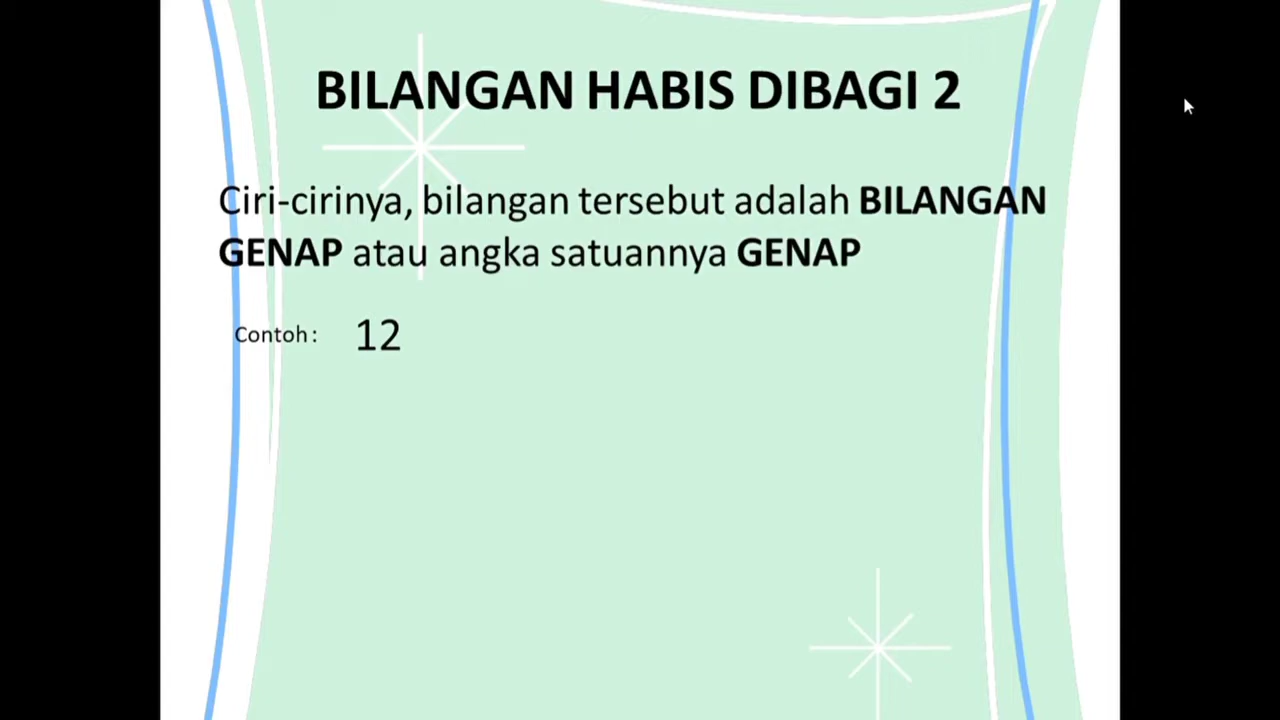 BILANGAN HABIS DIBAGI 2
Ciri-cirinya, bilangan tersebut adalah BILANGAN
GENAP atau angka satuannya GENAP
Contoh : 12